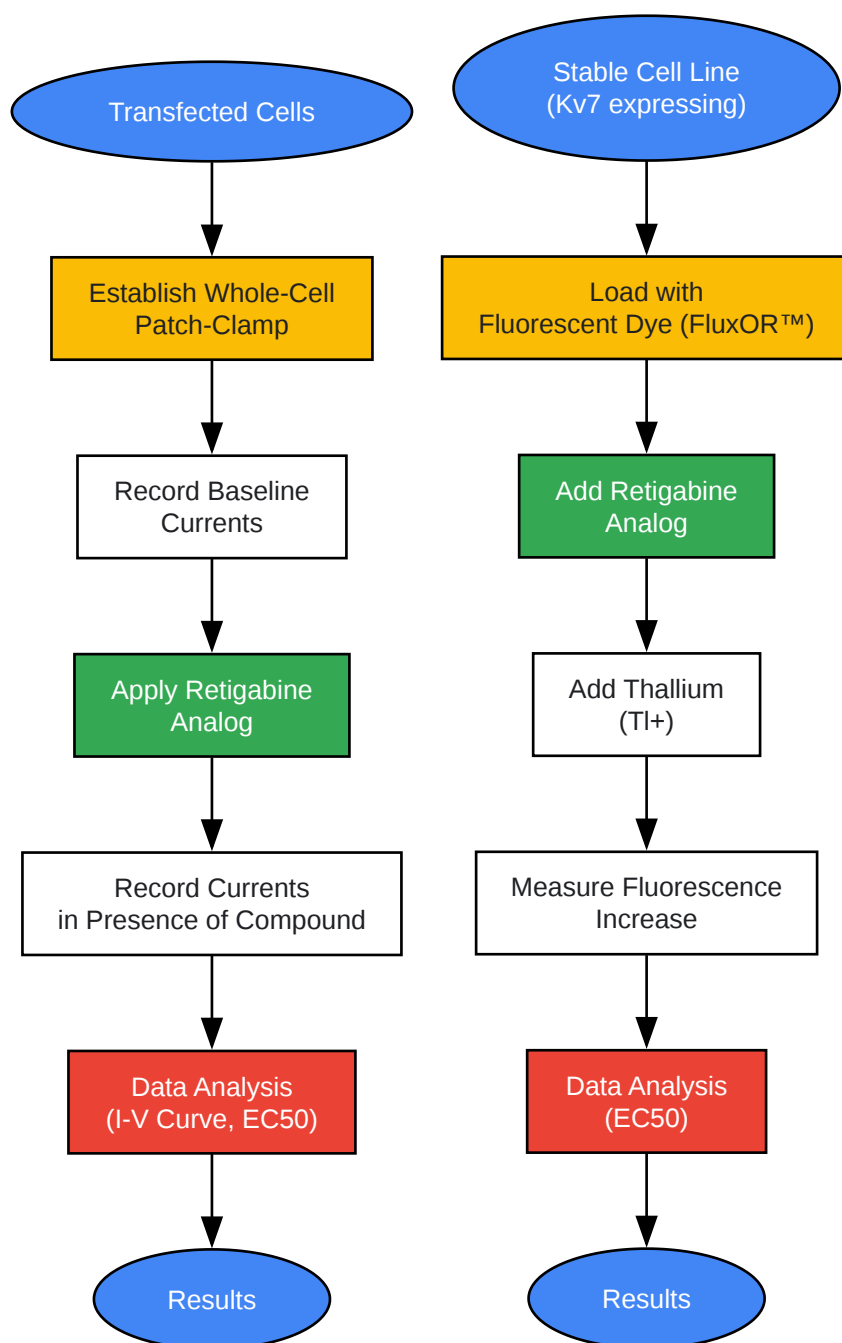 Transfected Cells
Establish Whole-Cell
Patch-Clamp
Record Baseline
Currents
Apply Retigabine
Analog
Record Currents
in Presence of Compound
Data Analysis
(I-V Curve, EC50)
Results
Stable Cell Line
(Kv7 expressing)
Load with
Fluorescent Dye (FluxOR™)
Add Retigabine
Analog
Add Thallium
(Tl+)
Measure Fluorescence
Increase
Data Analysis
(EC50)
Results